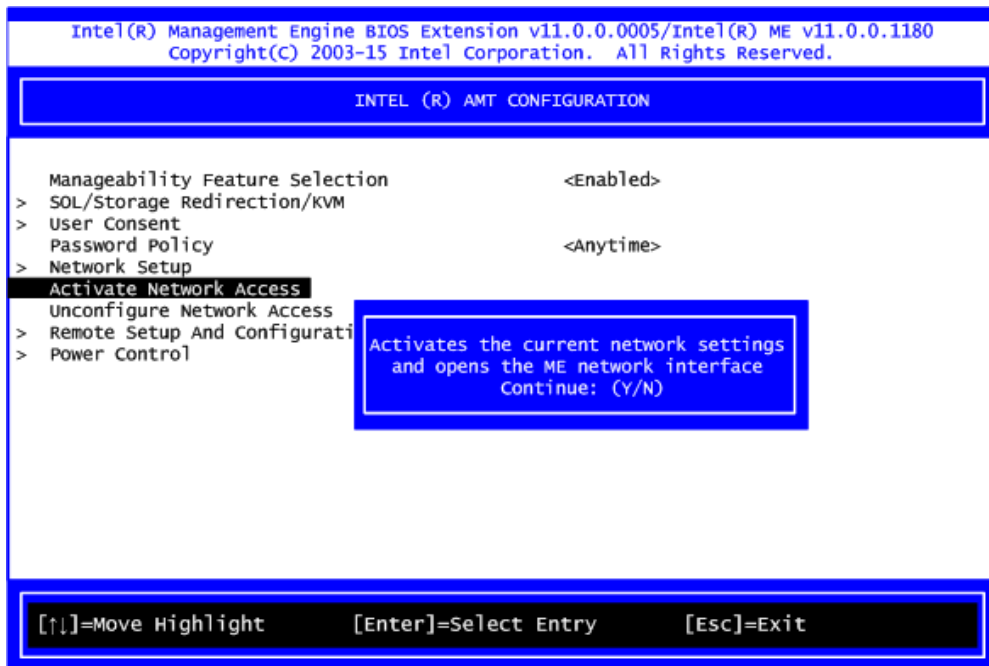 Intel(R) Management Engine BIOS Extension v11.0.0.0005/Intel(R) ME v11.0.0.1180
Copyright(C) 2003-15 Intel Corporation. All Rights Reserved.
INTEL (R) AMT CONFIGURATION
Manageability Feature Selection <Enabled>
> SOL/Storage Redirection/KVM
> User Consent
Password Policy <Anytime>
> Network Setup
Activate Network Access
Unconfigure Network Access
> Remote Setup And Configurati
> Power Control
Activates the current network settings
and opens the ME network interface
Continue: (Y/N)
[↑↓]=Move Highlight [Enter]=Select Entry [Esc]=Exit